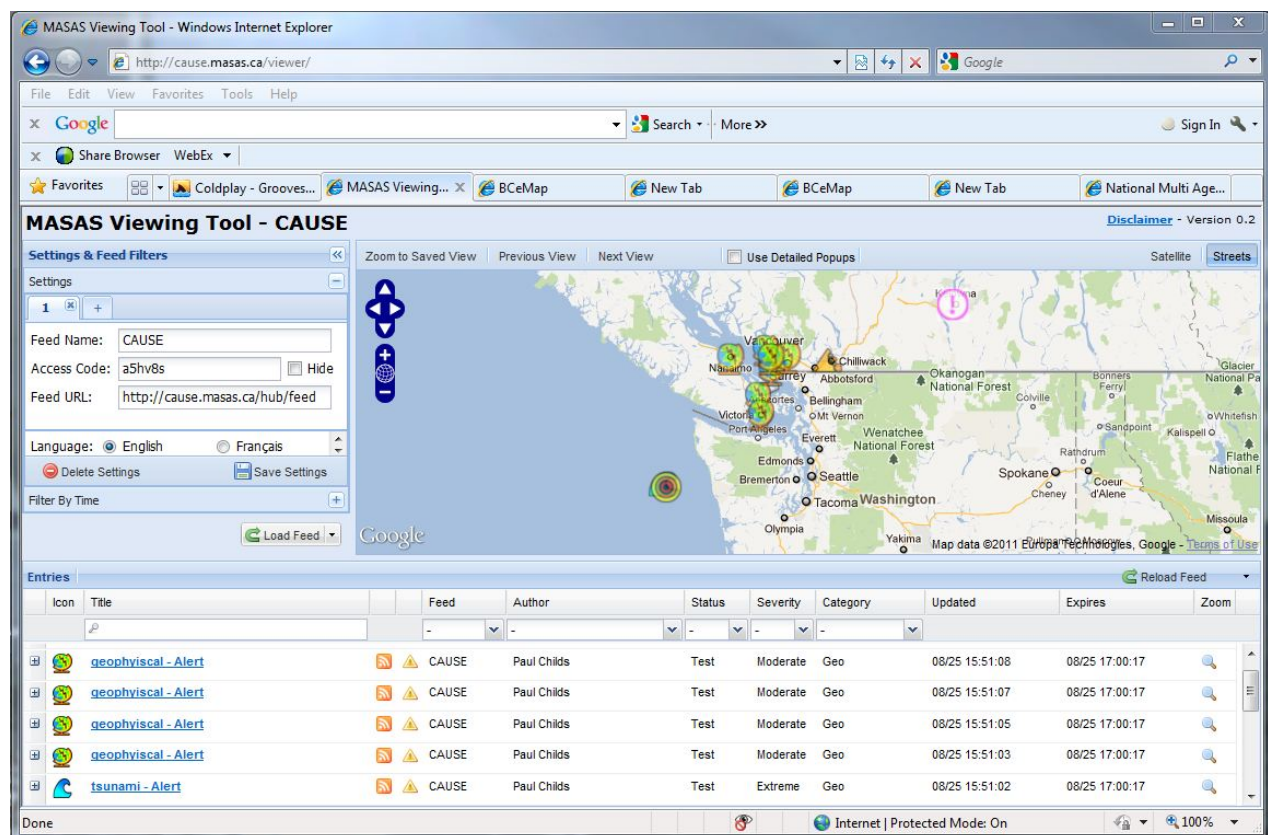 MASAS Viewing Tool - Windows Internet Explorer
http://cause.masas.ca/viewer/
Google
File Edit View Favorites Tools Help
x Google Search More >> Sign In
x Share Browser WebEx
Favorites Coldplay - Grooves... MASAS Viewing... X BCeMap New Tab BCeMap New Tab National Multi Age...
MASAS Viewing Tool - CAUSE
Disclaimer - Version 0.2
Settings & Feed Filters
Zoom to Saved View Previous View Next View Use Detailed Popups Satellite Streets
Settings
1 +
Feed Name: CAUSE
Access Code: a5hv8s Hide
Feed URL: http://cause.masas.ca/hub/feed
Language: English Français
Delete Settings Save Settings
Filter By Time
Load Feed
Vancouver
Chilliwack
Abbotsford
Bellingham
Mt Vernon
Port Angeles
Everett
Wenatchee National Forest
Okanogan National Forest
Colville
Bonners Ferry
Glacier
National Pa
Whitefish
Sandpoint
Kalispell
Flathe
National F
Edmonds
Bremerton
Seattle
Spokane
Rathdrum
Coeur d'Alene
Cheney
Tacoma
Washington
Olympia
Yakima
Missoula
Google
Map data ©2011 Europa Technologies, Google - Terms of Use
Entries
Reload Feed
Icon Title Feed Author Status Severity Category Updated Expires Zoom
- - - - -
geophyiscal - Alert CAUSE Paul Childs Test Moderate Geo 08/25 15:51:08 08/25 17:00:17
geophyiscal - Alert CAUSE Paul Childs Test Moderate Geo 08/25 15:51:07 08/25 17:00:17
geophyiscal - Alert CAUSE Paul Childs Test Moderate Geo 08/25 15:51:05 08/25 17:00:17
geophyiscal - Alert CAUSE Paul Childs Test Moderate Geo 08/25 15:51:03 08/25 17:00:17
tsunami - Alert CAUSE Paul Childs Test Extreme Geo 08/25 15:51:02 08/25 17:00:17
Done
Internet | Protected Mode: On
100%